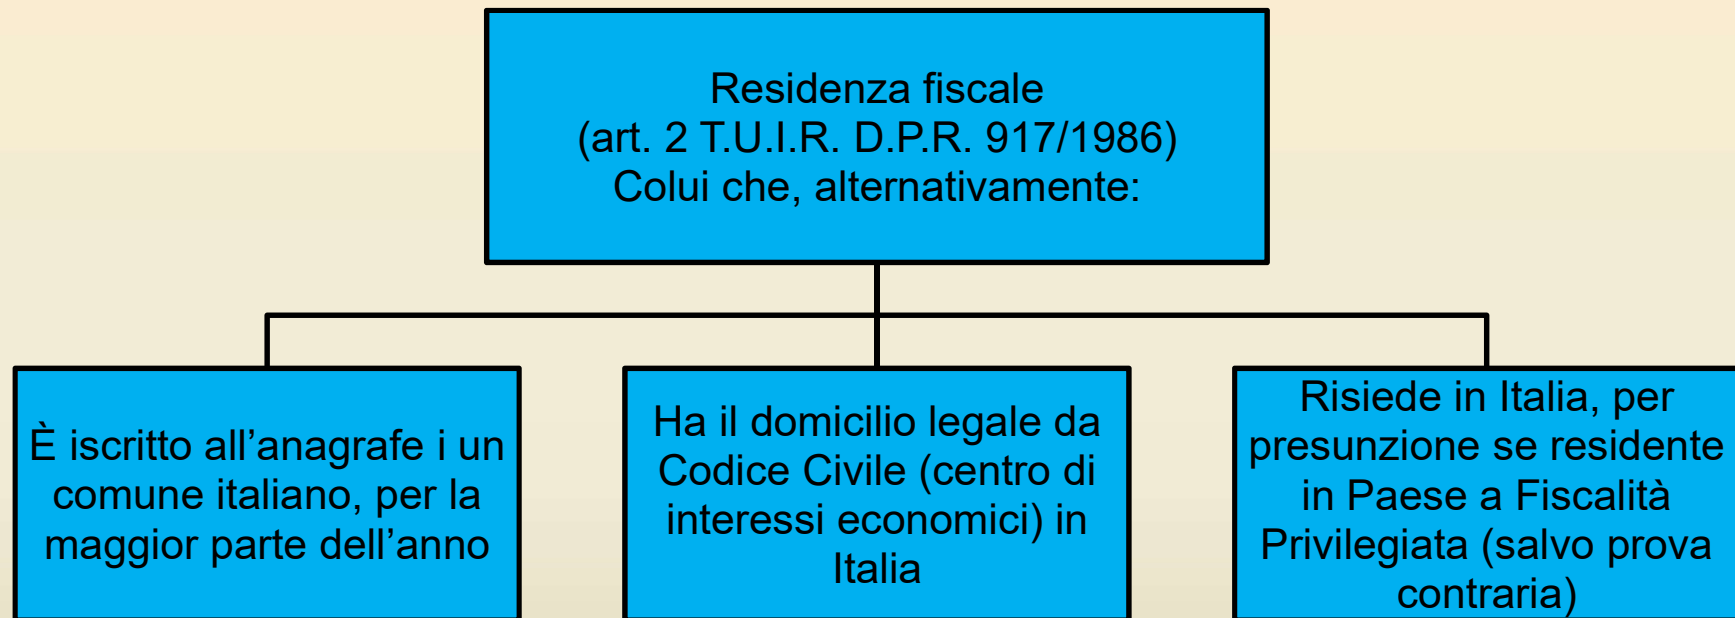 Residenza fiscale
(art. 2 T.U.I.R. D.P.R. 917/1986)
Colui che, alternativamente:
È iscritto all’anagrafe i un
comune italiano, per la
maggior parte dell’anno
Ha il domicilio legale da
Codice Civile (centro di
interessi economici) in
Italia
Risiede in Italia, per
presunzione se residente
in Paese a Fiscalità
Privilegiata (salvo prova
contraria)